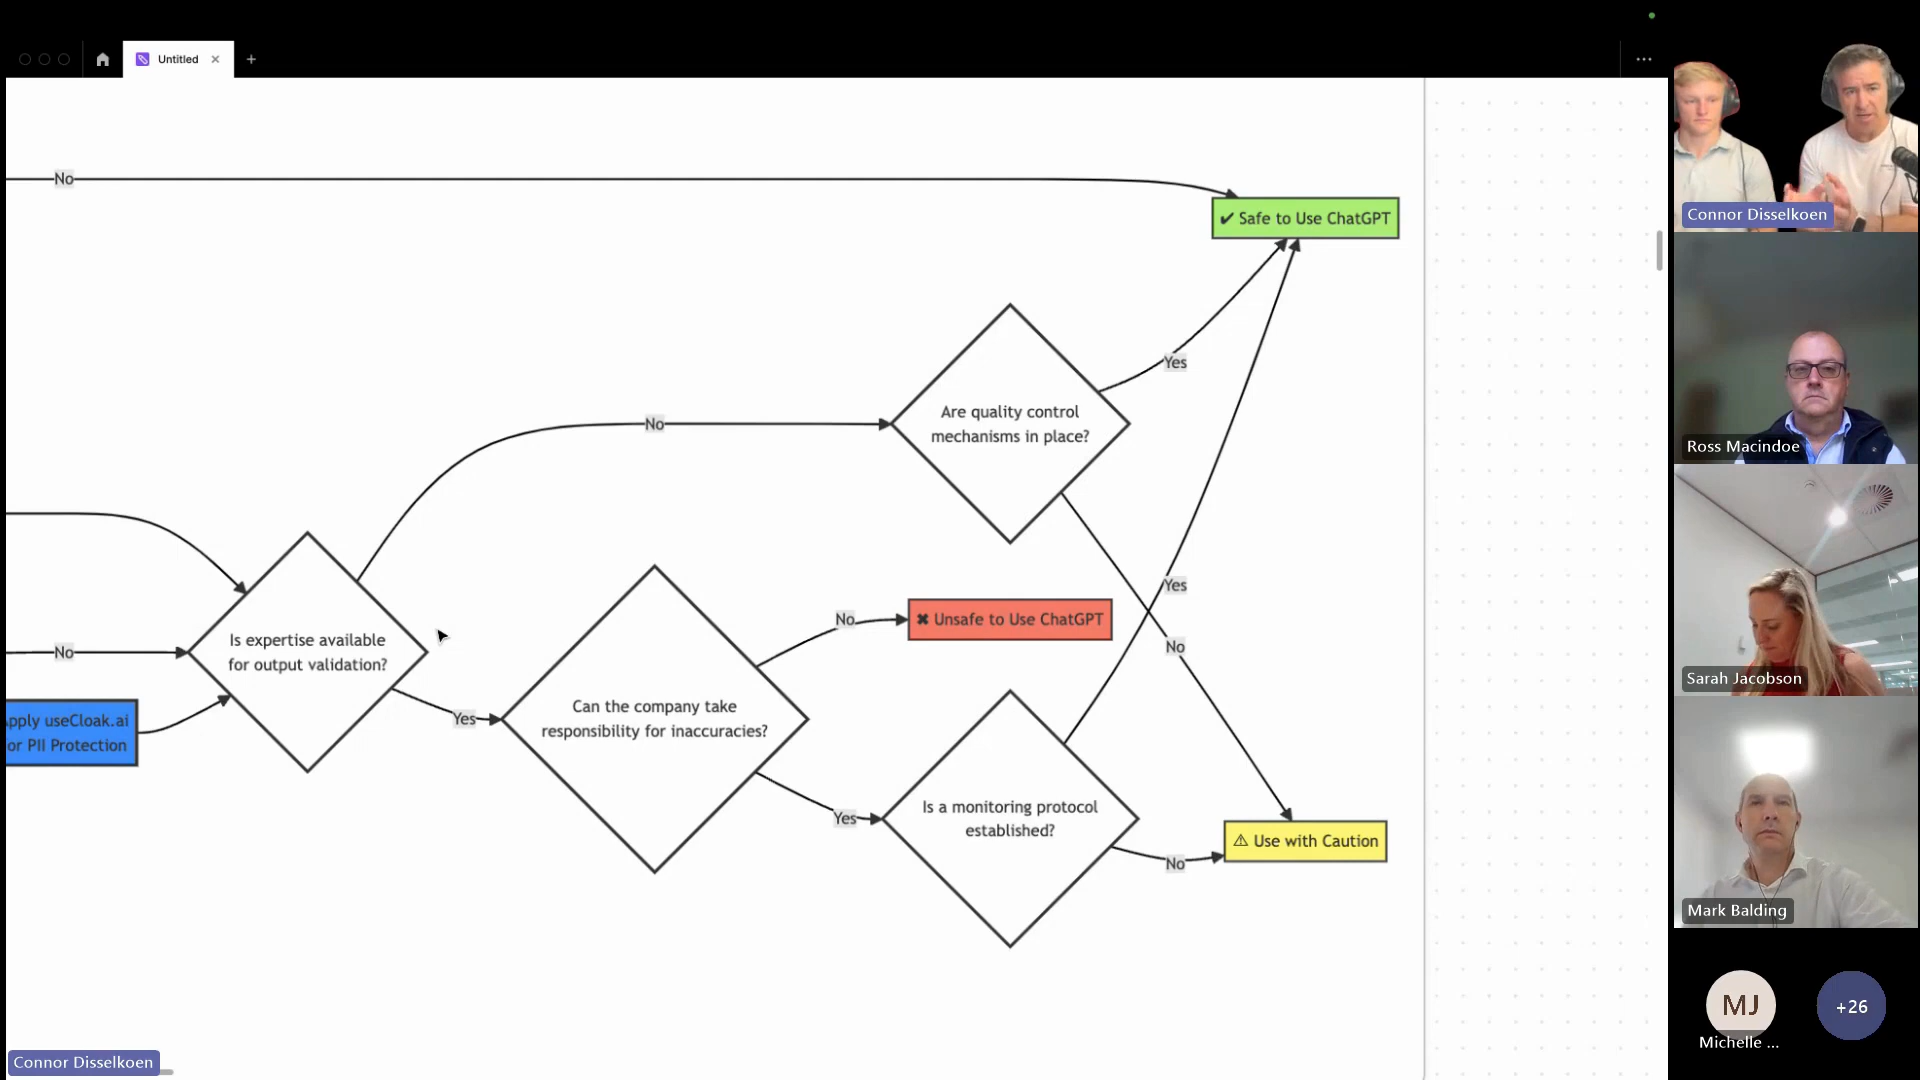 Untitled
No
✔ Safe to Use ChatGPT
Yes
Are quality control
mechanisms in place?
No
Yes
No
✖ Unsafe to Use ChatGPT
No
Is expertise available
for output validation?
No
Yes
Can the company take
responsibility for inaccuracies?
pply useCloak.ai
or PII Protection
Yes
Is a monitoring protocol
established?
No
⚠ Use with Caution
Connor Disselkoen
Connor Disselkoen
Ross Macindoe
Sarah Jacobson
Mark Balding
MJ
+26
Michelle ...